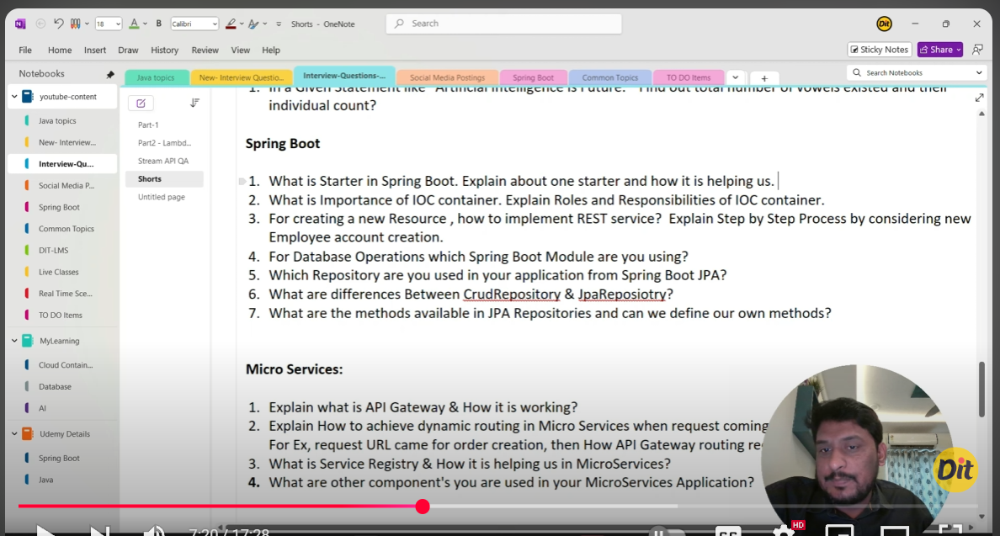 18
A
B
Calibri
Shorts - OneNote
Search
Dit
File Home Insert Draw History Review View Help
Sticky Notes
Share
Notebooks
Java topics
New- Interview Questio...
Interview-Questions-...
Social Media Postings
Spring Boot
Common Topics
TO DO Items
+
Search Notebooks
youtube-content
Java topics
New- Interview...
Interview-Qu...
Social Media P...
Spring Boot
Common Topics
DIT-LMS
Live Classes
Real Time Sce...
TO DO Items
MyLearning
Cloud Contain...
Database
AI
Udemy Details
Spring Boot
Java
Part-1
Part2 - Lambd...
Stream API QA
Shorts
Untitled page
1. In a Given Statement like "Artificial Intelligence is Future." Find out total number of vowels existed and their
individual count?
Spring Boot
1. What is Starter in Spring Boot. Explain about one starter and how it is helping us.
2. What is Importance of IOC container. Explain Roles and Responsibilities of IOC container.
3. For creating a new Resource , how to implement REST service? Explain Step by Step Process by considering new
Employee account creation.
4. For Database Operations which Spring Boot Module are you using?
5. Which Repository are you used in your application from Spring Boot JPA?
6. What are differences Between CrudRepository & JpaReposiotry?
7. What are the methods available in JPA Repositories and can we define our own methods?
Micro Services:
1. Explain what is API Gateway & How it is working?
2. Explain How to achieve dynamic routing in Micro Services when request coming
For Ex, request URL came for order creation, then How API Gateway routing
3. What is Service Registry & How it is helping us in MicroServices?
4. What are other component's you are used in your MicroServices Application?
Dit
7:20 / 17:28
CC
HD